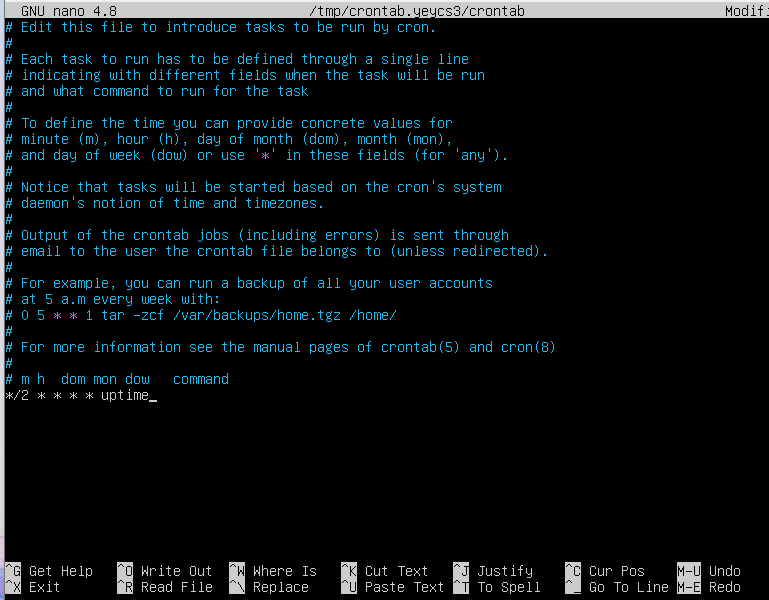 GNU nano 4.8 /tmp/crontab.yeycs3/crontab Modif
# Edit this file to introduce tasks to be run by cron.
#
# Each task to run has to be defined through a single line
# indicating with different fields when the task will be run
# and what command to run for the task
#
# To define the time you can provide concrete values for
# minute (m), hour (h), day of month (dom), month (mon),
# and day of week (dow) or use '*' in these fields (for 'any').
#
# Notice that tasks will be started based on the cron's system
# daemon's notion of time and timezones.
#
# Output of the crontab jobs (including errors) is sent through
# email to the user the crontab file belongs to (unless redirected).
#
# For example, you can run a backup of all your user accounts
# at 5 a.m every week with:
# 0 5 * * 1 tar -zcf /var/backups/home.tgz /home/
#
# For more information see the manual pages of crontab(5) and cron(8)
#
# m h  dom mon dow   command
*/2 * * * * uptime_
^G Get Help ^O Write Out ^W Where Is ^K Cut Text ^J Justify ^C Cur Pos M-U Undo
^X Exit ^R Read File ^\ Replace ^U Paste Text ^T To Spell ^_ Go To Line M-E Redo